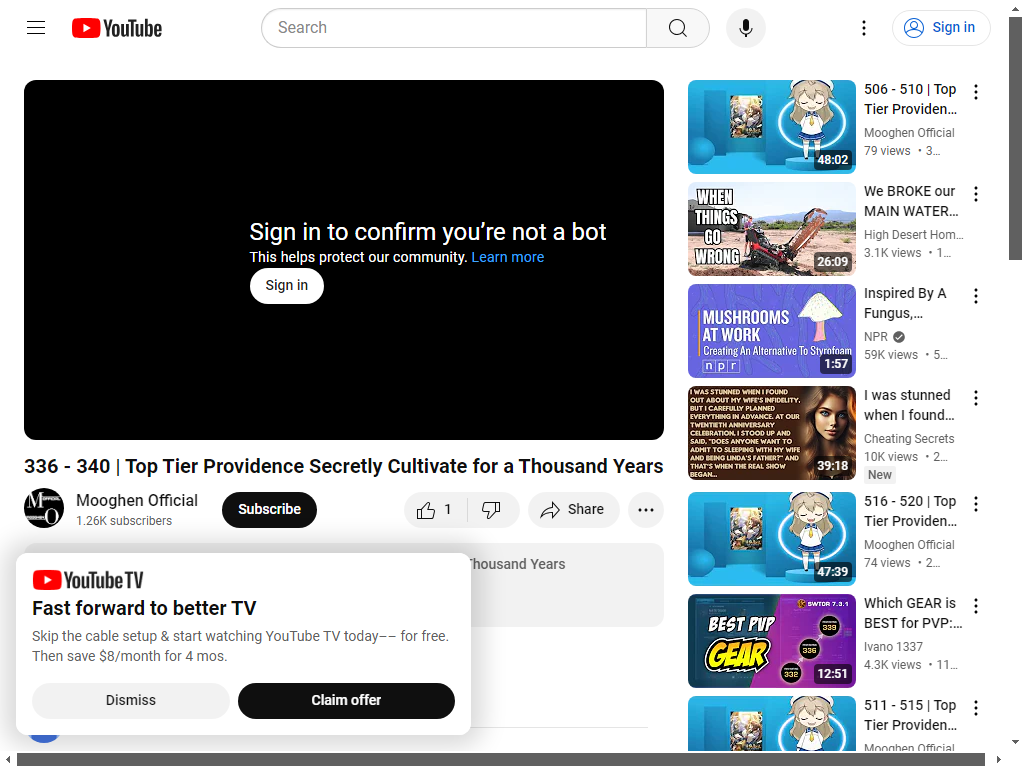 YouTube
Search
Sign in
Sign in to confirm you're not a bot
This helps protect our community. Learn more
Sign in
336 - 340 | Top Tier Providence Secretly Cultivate for a Thousand Years
Mooghen Official
1.26K subscribers
Subscribe
1
Share
Thousand Years
YouTube TV
Fast forward to better TV
Skip the cable setup & start watching YouTube TV today–– for free.
Then save $8/month for 4 mos.
Dismiss
Claim offer
48:02
506 - 510 | Top
Tier Providen...
Mooghen Official
79 views • 3...
WHEN
THINGS
GO
WRONG
26:09
We BROKE our
MAIN WATER...
High Desert Hom...
3.1K views • 1...
MUSHROOMS
AT WORK
Creating An Alternative To Styrofoam
npr
1:57
Inspired By A
Fungus,...
NPR
59K views • 5...
I WAS STUNNED WHEN I FOUND
OUT ABOUT MY WIFE'S INFIDELITY,
BUT I CAREFULLY PLANNED
EVERYTHING IN ADVANCE. AT OUR
TWENTIETH ANNIVERSARY
CELEBRATION, I STOOD UP AND
SAID, "DOES ANYONE WANT TO
ADMIT TO SLEEPING WITH MY WIFE
AND BEING LINDA'S FATHER?" AND
THAT'S WHEN THE REAL SHOW
BEGAN...
39:18
I was stunned
when I found...
Cheating Secrets
10K views • 2...
New
47:39
516 - 520 | Top
Tier Providen...
Mooghen Official
74 views • 2...
SWTOR 7.3.1
BEST PVP
GEAR
339
336
332
12:51
Which GEAR is
BEST for PVP:...
Ivano 1337
4.3K views • 11...
511 - 515 | Top
Tier Providen...
Mooghen Official